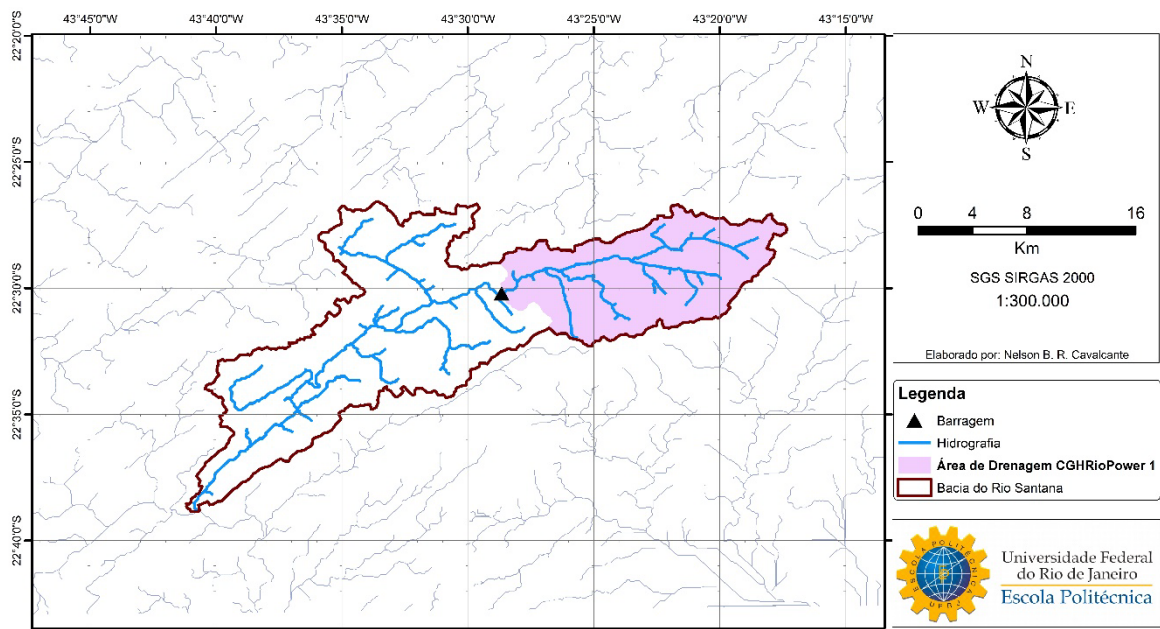 43°45'0"W 43°40'0"W 43°35'0"W 43°30'0"W 43°25'0"W 43°20'0"W 43°15'0"W
22°20'0"S
22°25'0"S
22°30'0"S
22°35'0"S
22°40'0"S
N
W E
S
0 4 8 16
Km
SGS SIRGAS 2000
1:300.000
Elaborado por: Nelson B. R. Cavalcante
Legenda
Barragem
Hidrografia
Área de Drenagem CGHRioPower 1
Bacia do Rio Santana
ESCOLA POLITÉCNICA
UFRJ
Universidade Federal
do Rio de Janeiro
Escola Politécnica